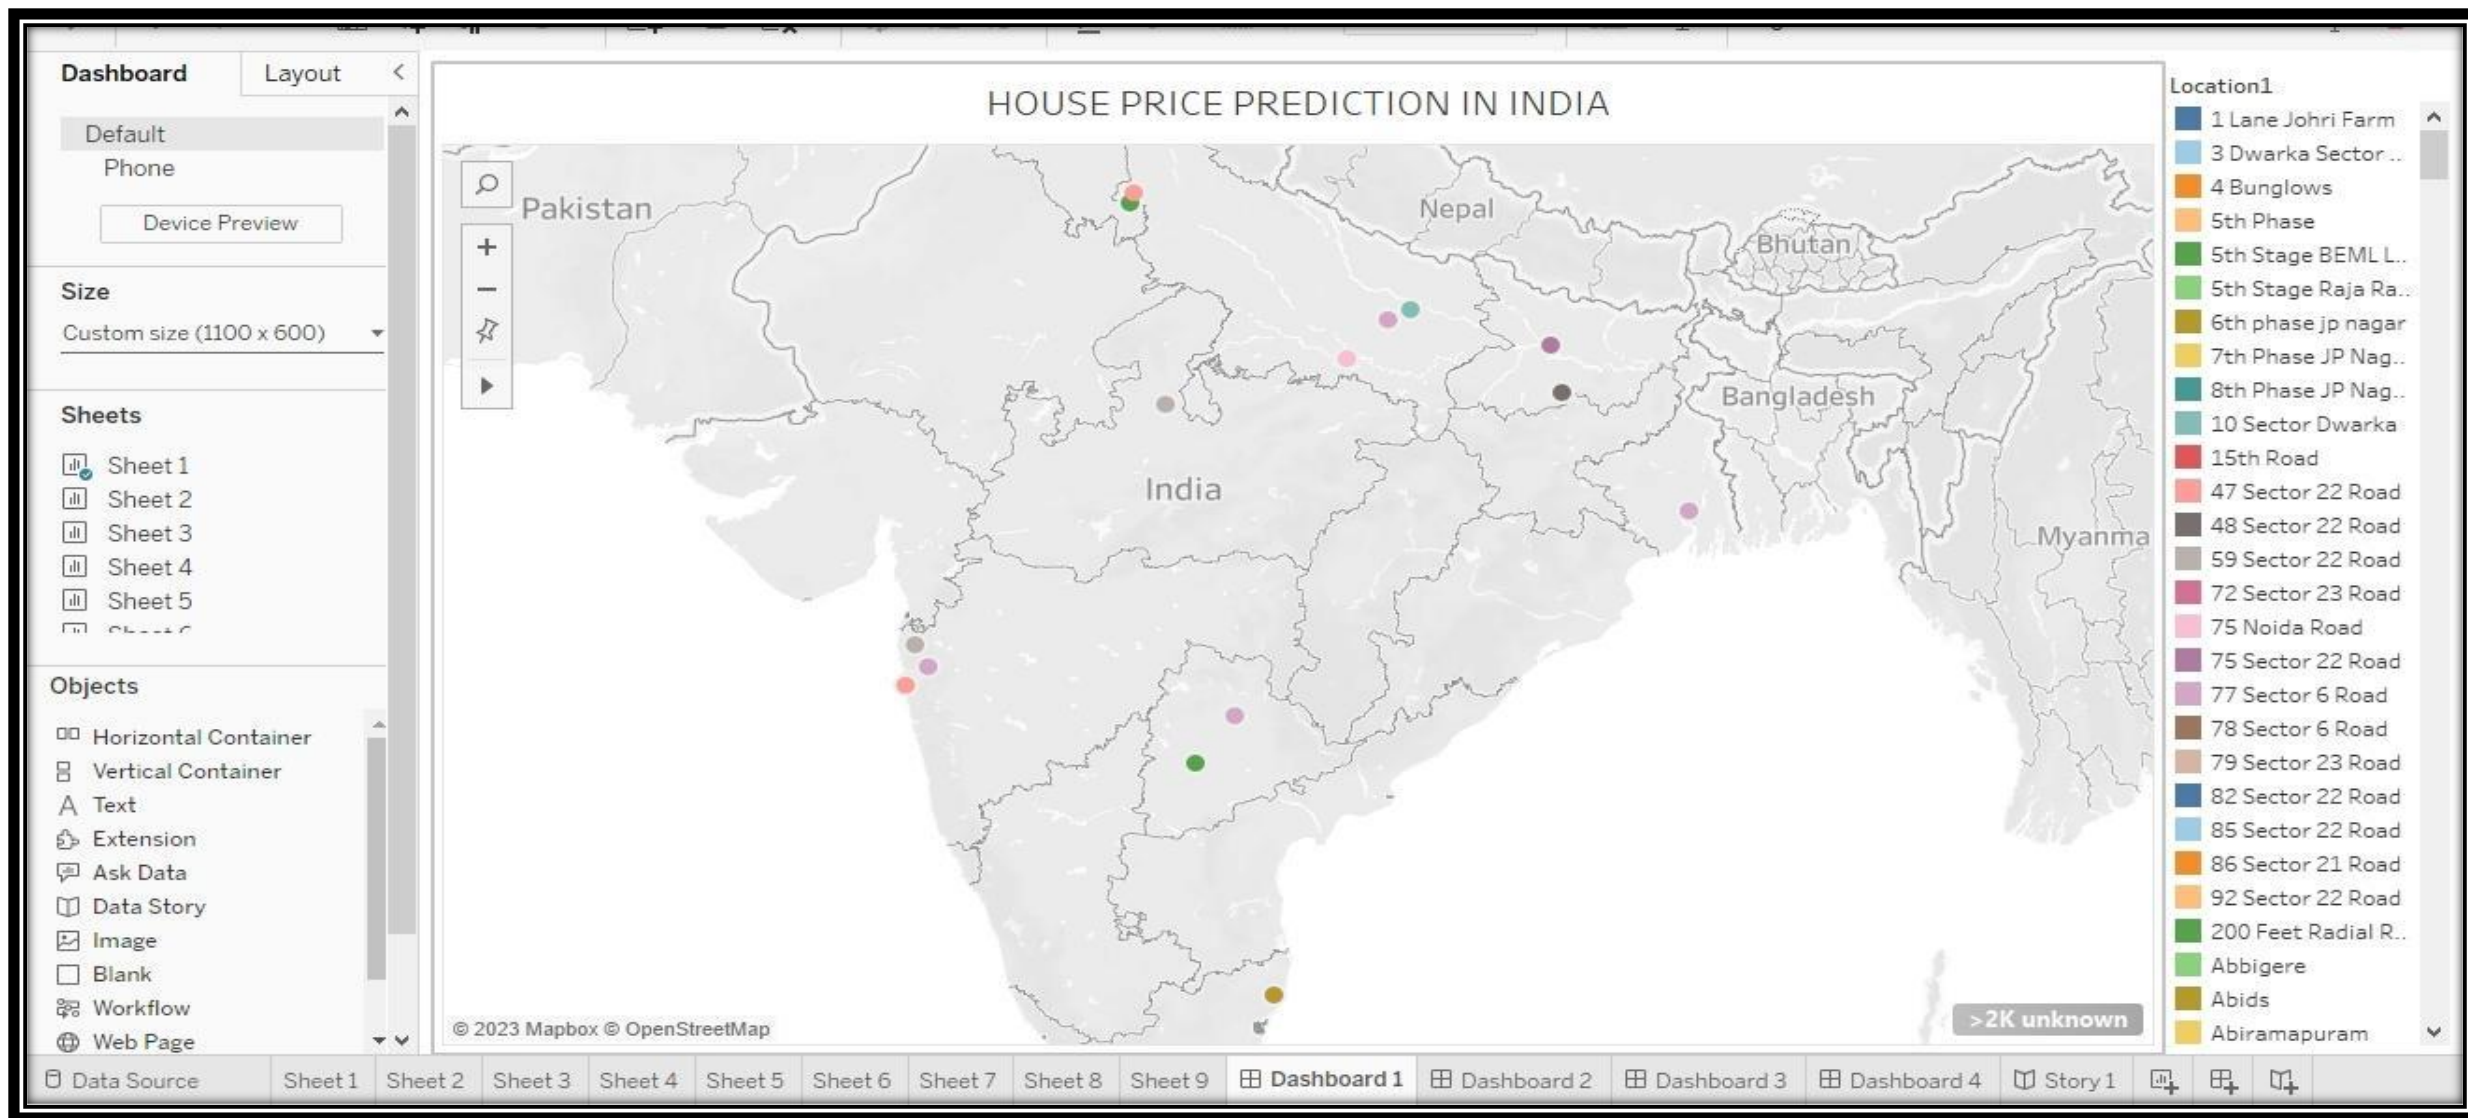 Dashboard
Layout
Default
Phone
Device Preview
Size
Custom size (1100 x 600)
Sheets
Sheet 1
Sheet 2
Sheet 3
Sheet 4
Sheet 5
Objects
Horizontal Container
Vertical Container
Text
Extension
Ask Data
Data Story
Image
Blank
Workflow
Web Page
HOUSE PRICE PREDICTION IN INDIA
Pakistan
Nepal
Bhutan
Bangladesh
India
Myanma
© 2023 Mapbox © OpenStreetMap
>2K unknown
Location1
1 Lane Johri Farm
3 Dwarka Sector ..
4 Bunglows
5th Phase
5th Stage BEML L..
5th Stage Raja Ra..
6th phase jp nagar
7th Phase JP Nag..
8th Phase JP Nag..
10 Sector Dwarka
15th Road
47 Sector 22 Road
48 Sector 22 Road
59 Sector 22 Road
72 Sector 23 Road
75 Noida Road
75 Sector 22 Road
77 Sector 6 Road
78 Sector 6 Road
79 Sector 23 Road
82 Sector 22 Road
85 Sector 22 Road
86 Sector 21 Road
92 Sector 22 Road
200 Feet Radial R..
Abbigere
Abids
Abiramapuram
Data Source
Sheet 1
Sheet 2
Sheet 3
Sheet 4
Sheet 5
Sheet 6
Sheet 7
Sheet 8
Sheet 9
Dashboard 1
Dashboard 2
Dashboard 3
Dashboard 4
Story 1